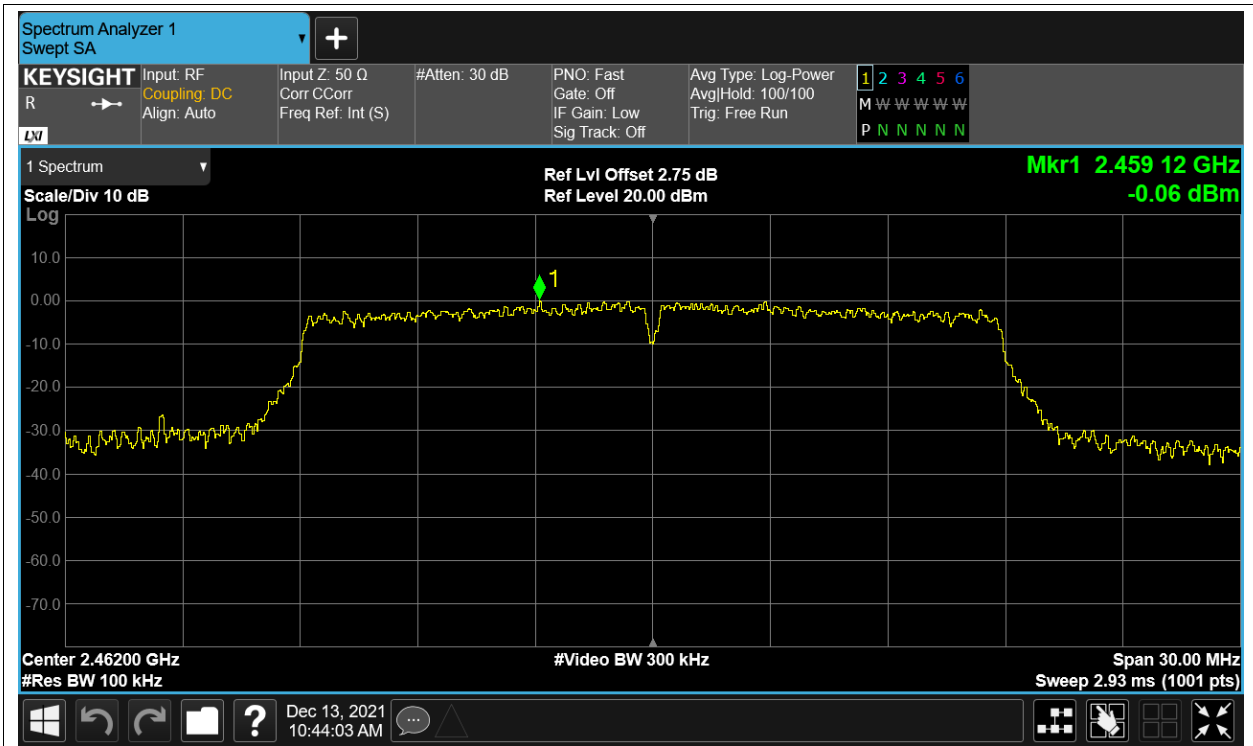 Spectrum Analyzer 1
Swept SA
KEYSIGHT
R
LXI
Input: RF
Coupling: DC
Align: Auto
Input Z: 50 Ω
Corr CCorr
Freq Ref: Int (S)
#Atten: 30 dB
PNO: Fast
Gate: Off
IF Gain: Low
Sig Track: Off
Avg Type: Log-Power
Avg|Hold: 100/100
Trig: Free Run
1 2 3 4 5 6
M W W W W W
P N N N N N
1 Spectrum
Scale/Div 10 dB
Ref Lvl Offset 2.75 dB
Ref Level 20.00 dBm
Mkr1 2.459 12 GHz
-0.06 dBm
Log
10.0
0.00
-10.0
-20.0
-30.0
-40.0
-50.0
-60.0
-70.0
1
Center 2.46200 GHz
#Res BW 100 kHz
#Video BW 300 kHz
Span 30.00 MHz
Sweep 2.93 ms (1001 pts)
?
Dec 13, 2021
10:44:03 AM